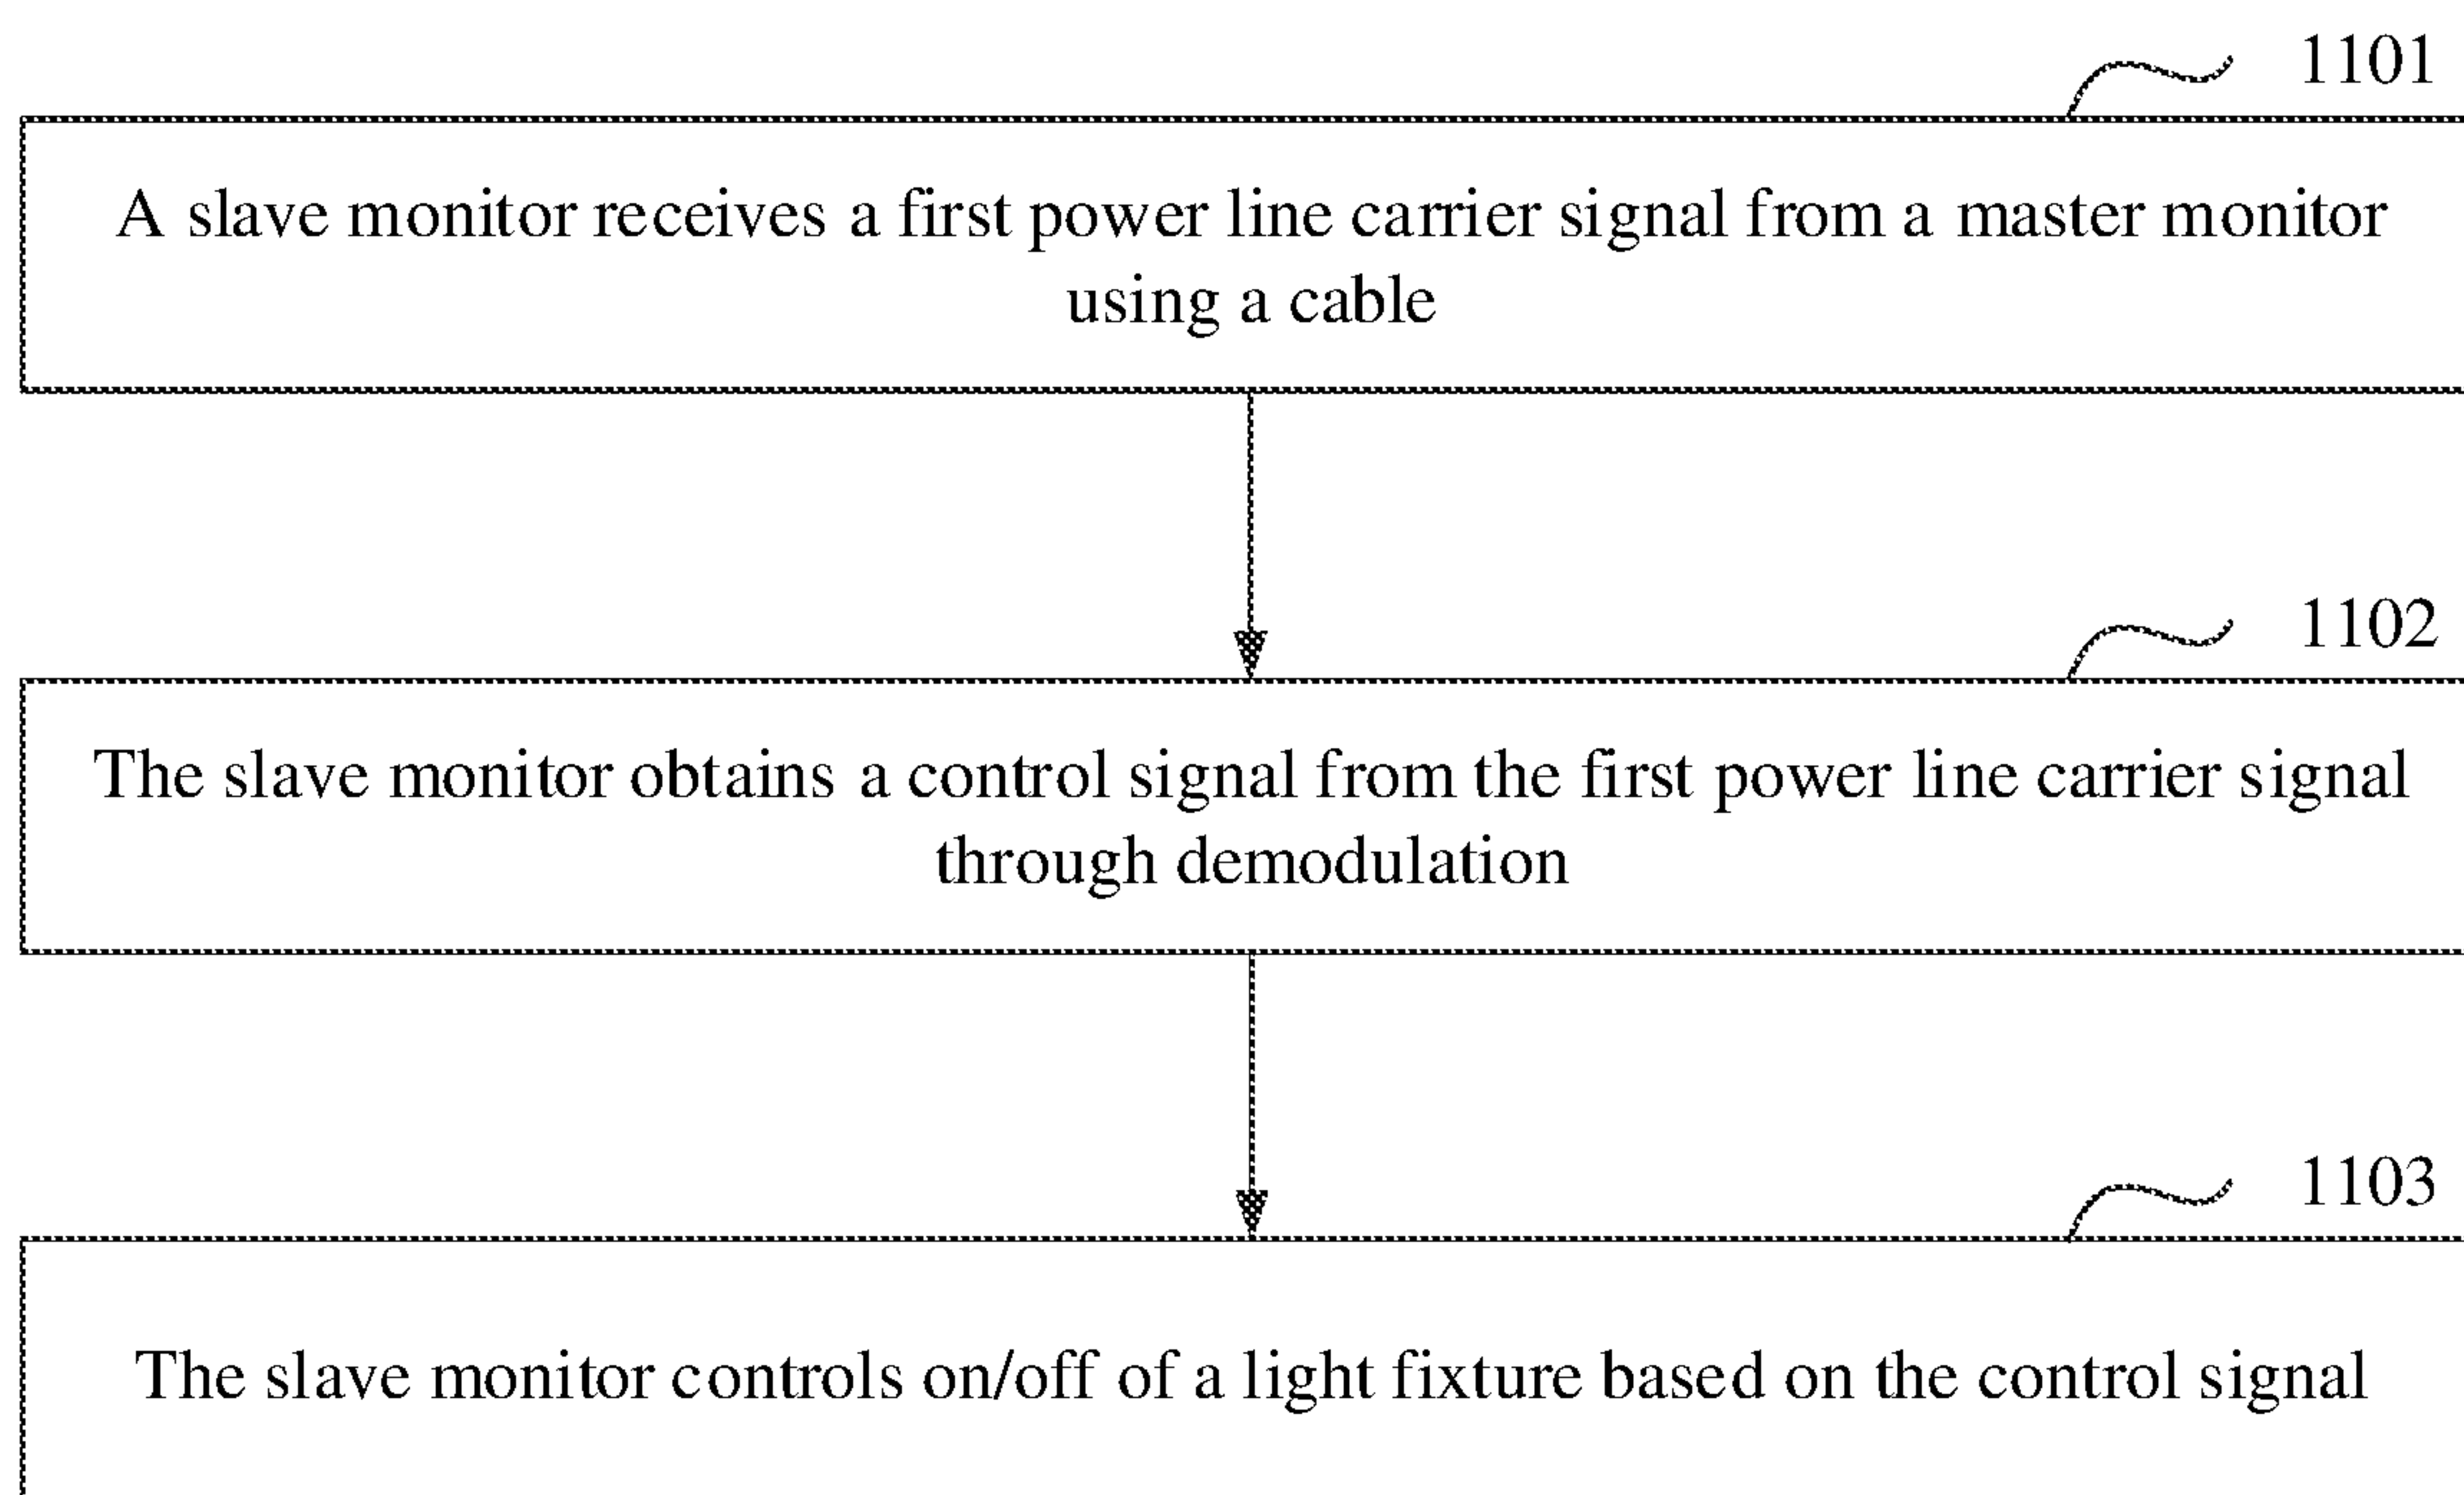 1101
A slave monitor receives a first power line carrier signal from a master monitor
using a cable
1102
The slave monitor obtains a control signal from the first power line carrier signal
through demodulation
1103
The slave monitor controls on/off of a light fixture based on the control signal